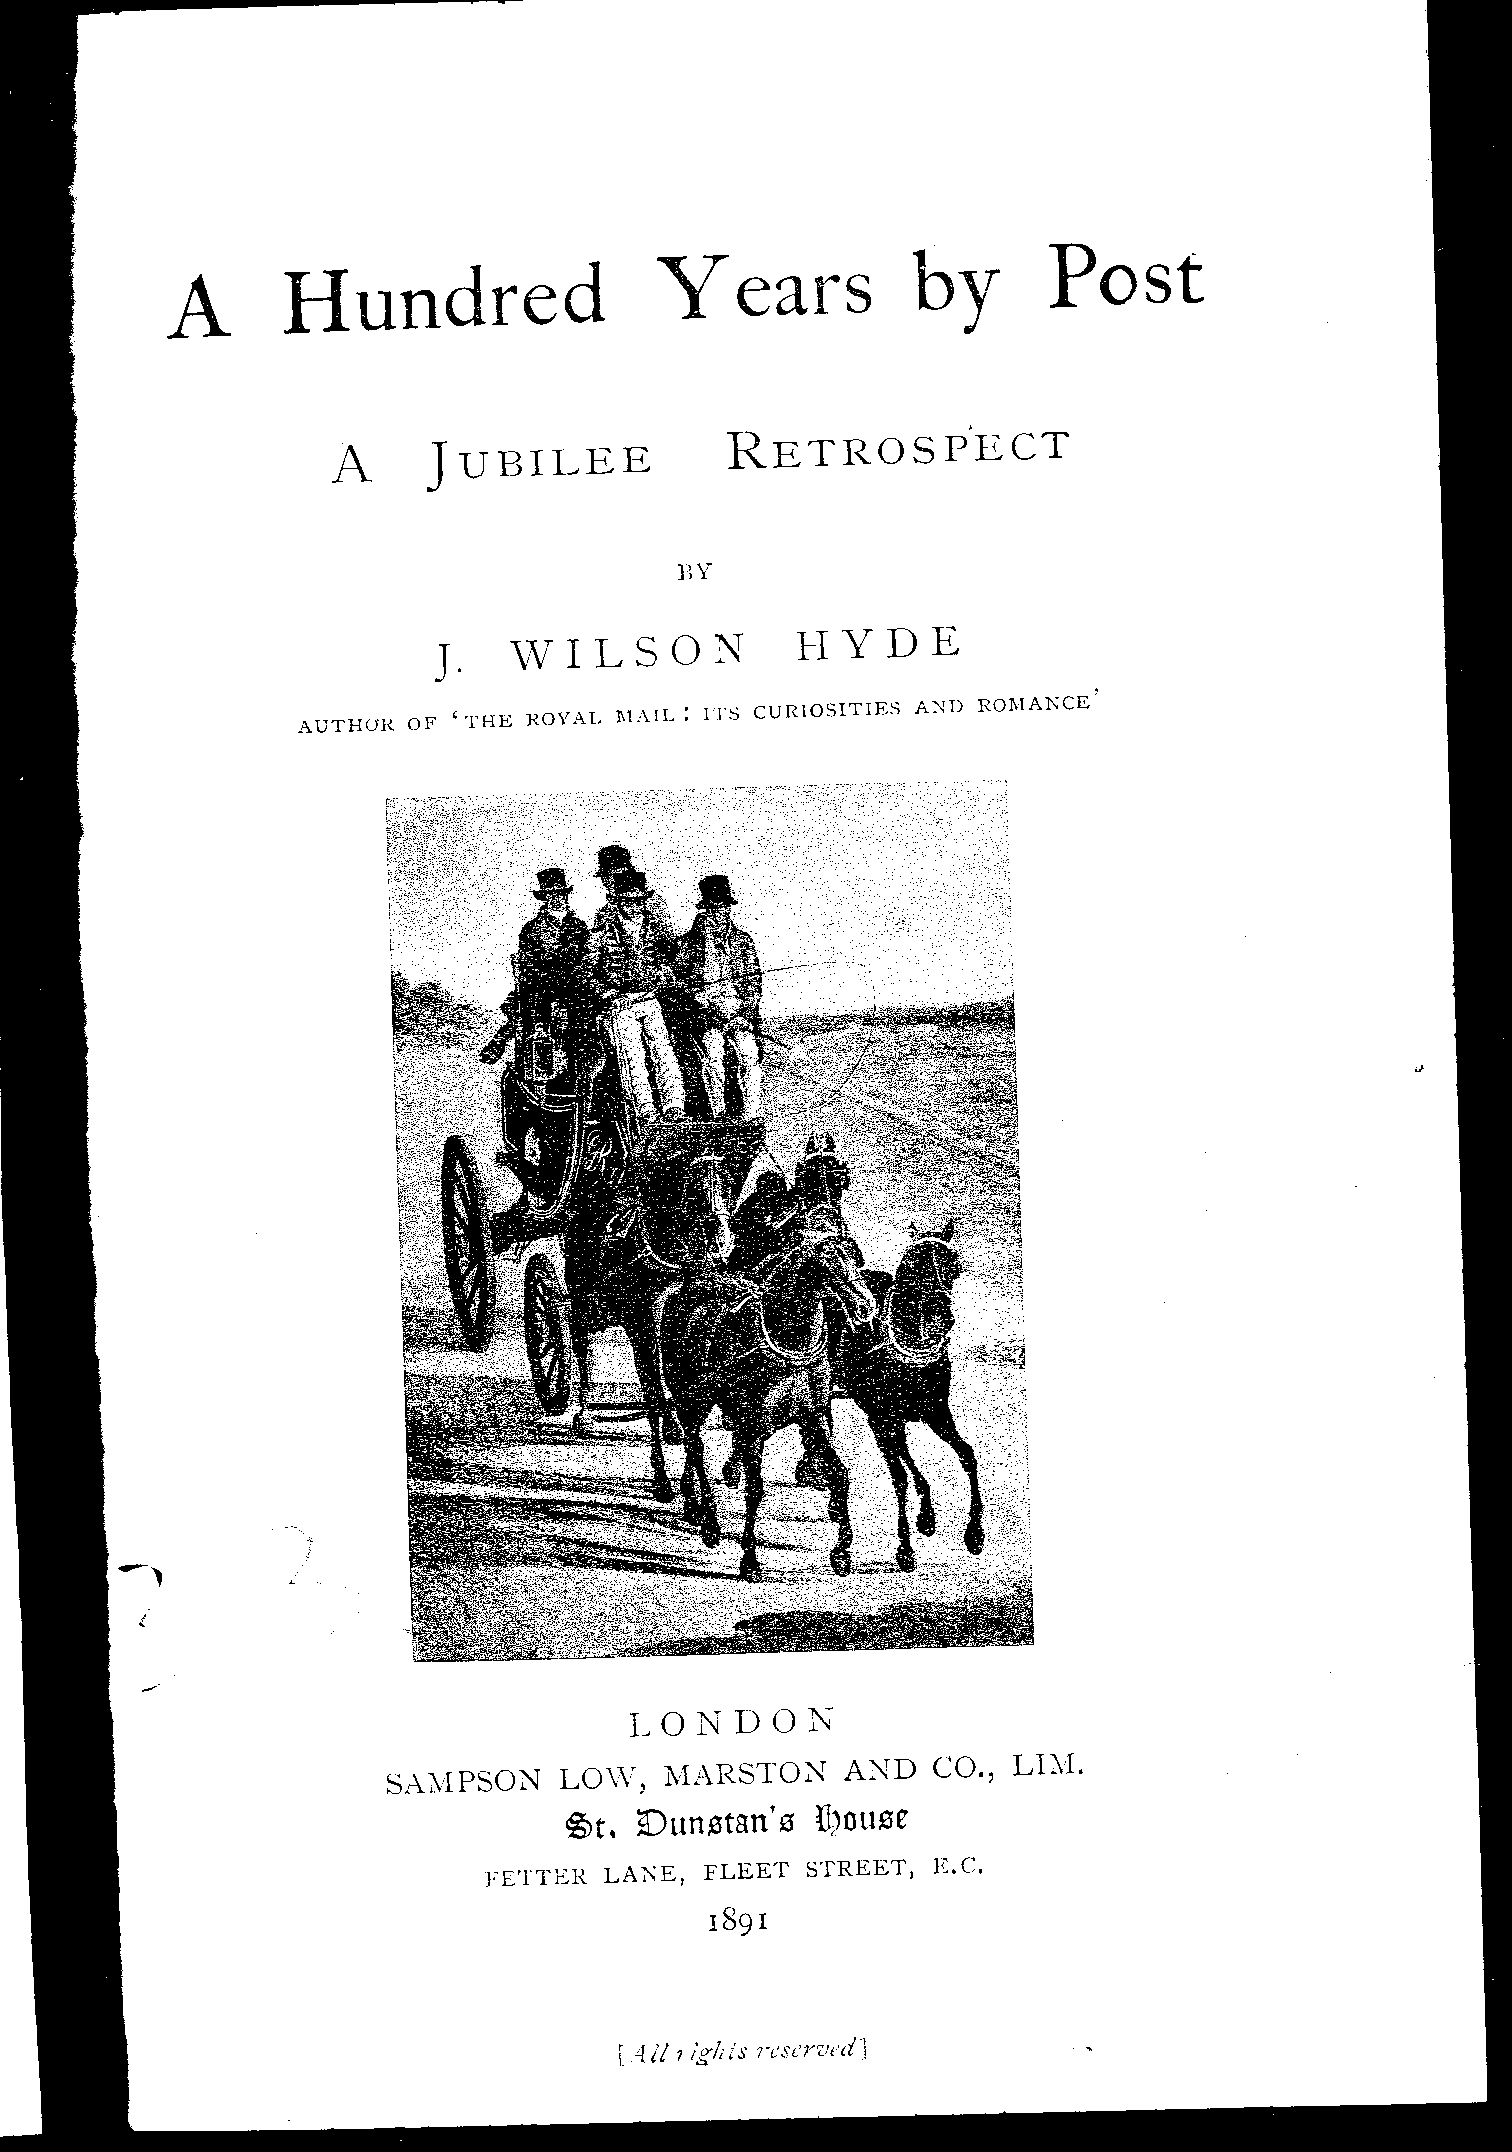 A Hundred Years by Post
A JUBILEE RETROSPECT
BY
J. WILSON HYDE
AUTHOR OF ‘THE ROYAL MAIL: ITS CURIOSITIES AND ROMANCE’
LONDON
SAMPSON LOW, MARSTON AND CO., LIM.
St. Dunstan's House
FETTER LANE, FLEET STREET, E.C.
1891
[All rights reserved]